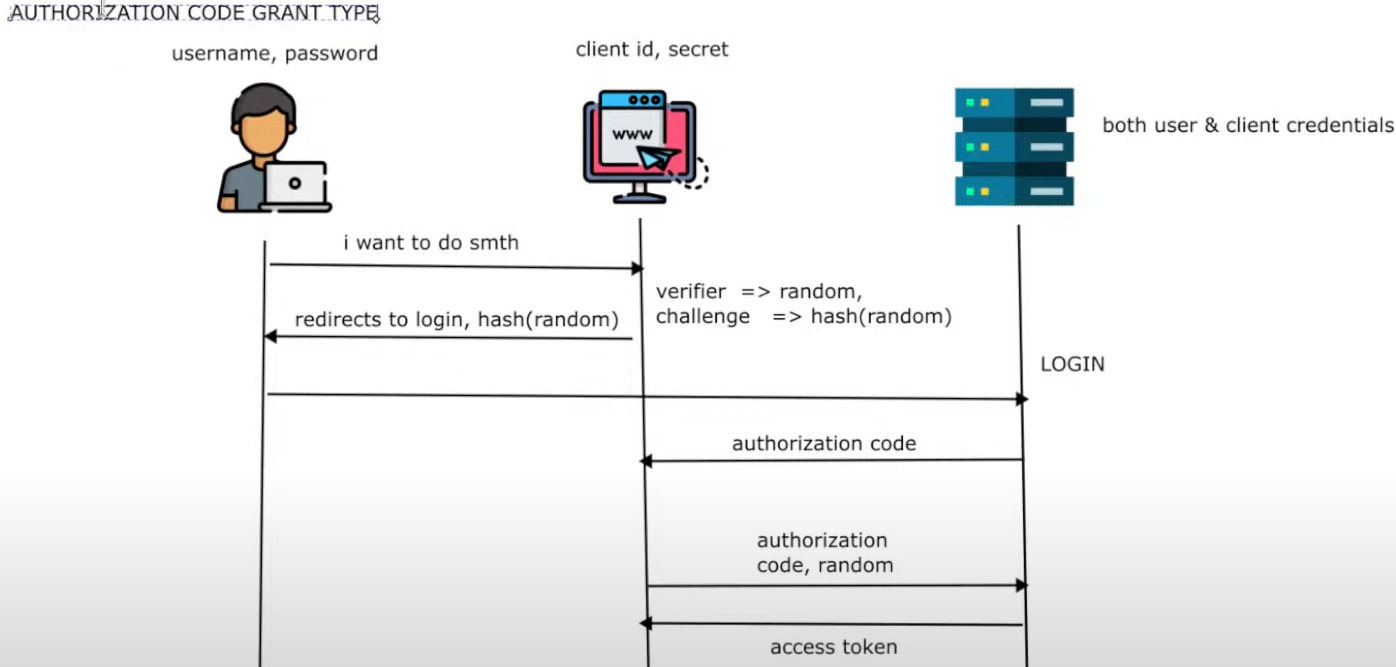 AUTHORIZATION CODE GRANT TYPE
username, password
client id, secret
www
both user & client credentials
i want to do smth
verifier => random,
challenge => hash(random)
redirects to login, hash(random)
LOGIN
authorization code
authorization
code, random
access token